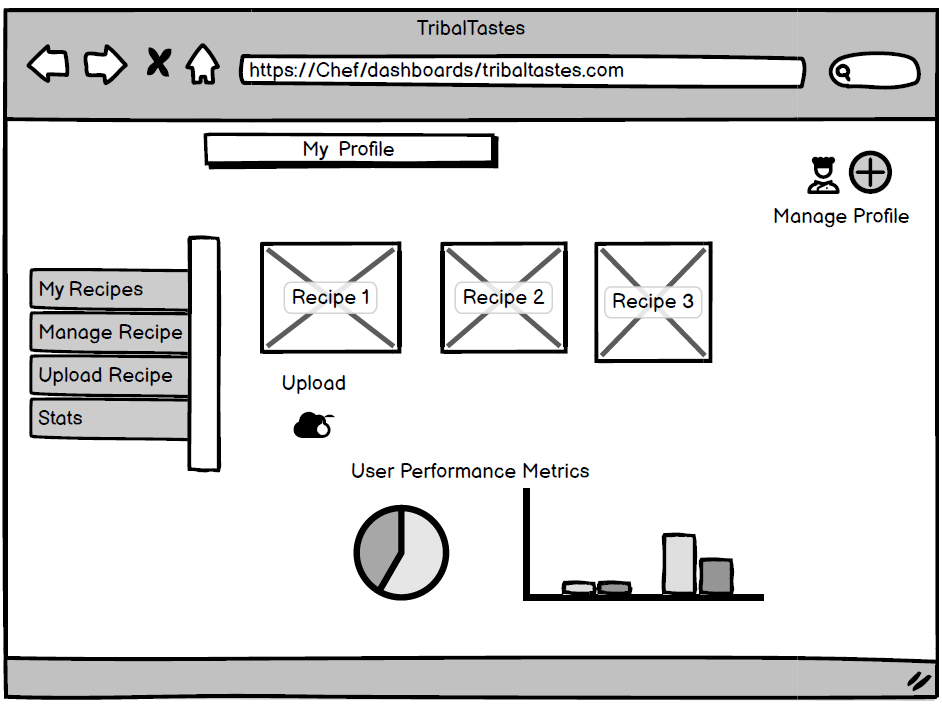 TribalTastes
https://Chef/dashboards/tribaltastes.com
My Profile
Manage Profile
My Recipes
Manage Recipe
Upload Recipe
Stats
Recipe 1
Recipe 2
Recipe 3
Upload
User Performance Metrics